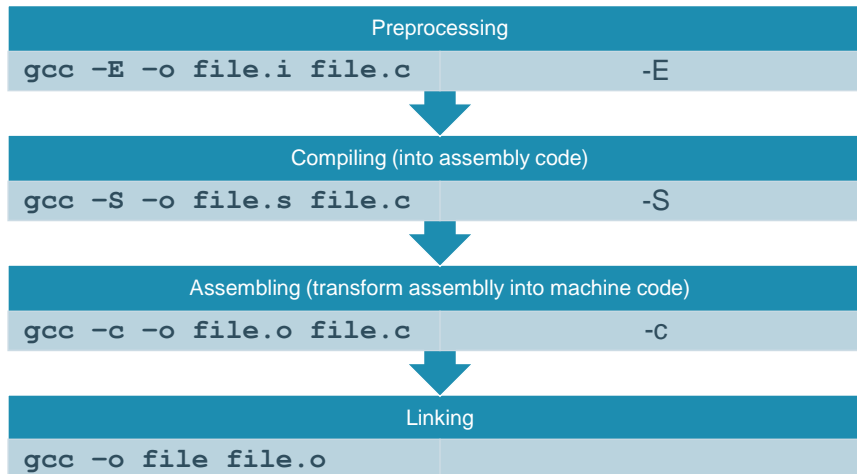 Preprocessing
gcc –E –o file.i file.c -E
Compiling (into assembly code)
gcc –S –o file.s file.c -S
Assembling (transform assemblly into machine code)
gcc –c –o file.o file.c -c
Linking
gcc –o file file.o